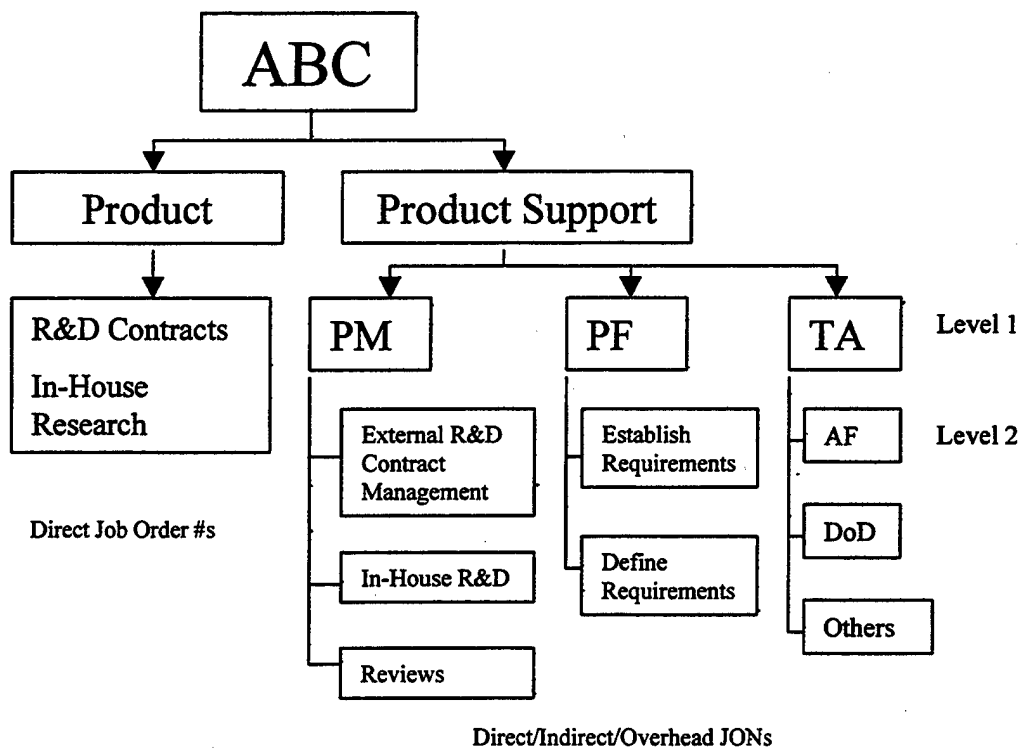 ABC
Product
Product Support
R&D Contracts
In-House
Research
Direct Job Order #s
PM
PF
TA
Level 1
External R&D
Contract
Management
In-House R&D
Reviews
Establish
Requirements
Define
Requirements
AF
DoD
Others
Level 2
Direct/Indirect/Overhead JONs